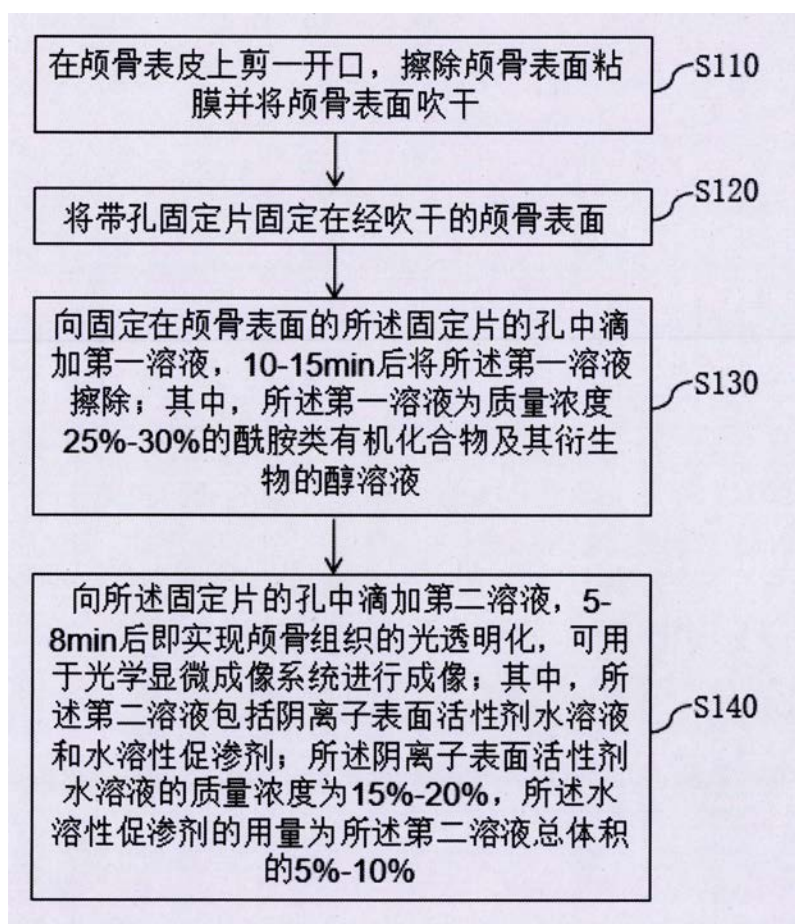 在颅骨表皮上剪一开口，擦除颅骨表面粘
膜并将颅骨表面吹干
S110
将带孔固定片固定在经吹干的颅骨表面
S120
向固定在颅骨表面的所述固定片的孔中滴
加第一溶液，10-15min后将所述第一溶液
擦除；其中，所述第一溶液为质量浓度
25%-30%的酰胺类有机化合物及其衍生
物的醇溶液
S130
向所述固定片的孔中滴加第二溶液，5-
8min后即实现颅骨组织的光透明化，可用
于光学显微成像系统进行成像；其中，所
述第二溶液包括阴离子表面活性剂水溶液
和水溶性促渗剂；所述阴离子表面活性剂
水溶液的质量浓度为15%-20%，所述水
溶性促渗剂的用量为所述第二溶液总体积
的5%-10%
S140